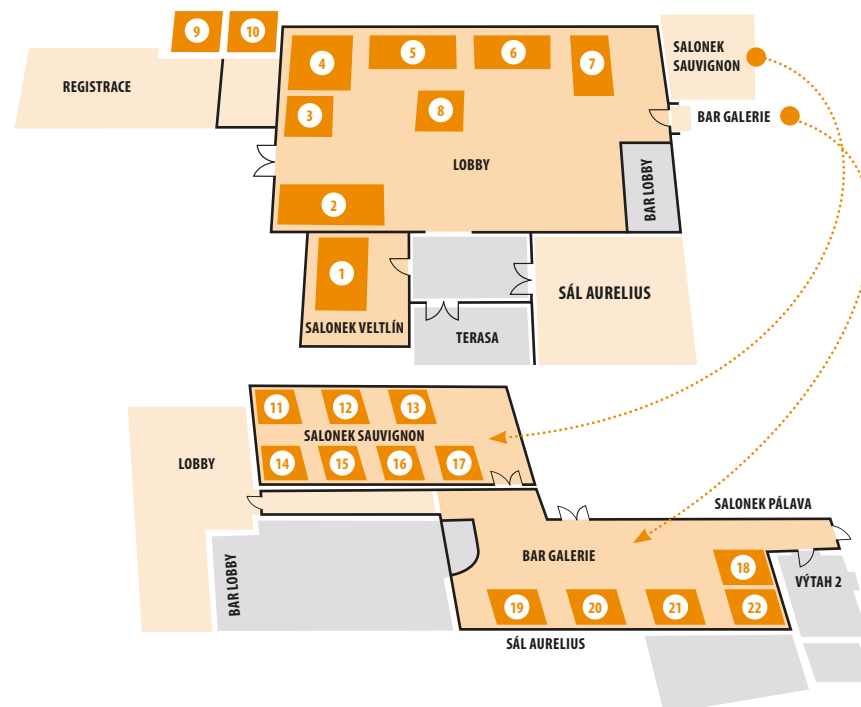 9
10
4
5
6
7
SALONEK
SAUVIGNON
REGISTRACE
3
8
BAR GALERIE
LOBBY
BAR LOBBY
2
1
SÁL AURELIUS
SALONEK VELTLÍN
TERASA
11
12
13
SALONEK SAUVIGNON
LOBBY
14
15
16
17
SALONEK PÁLAVA
BAR GALERIE
18
VÝTAH 2
BAR LOBBY
19
20
21
22
SÁL AURELIUS